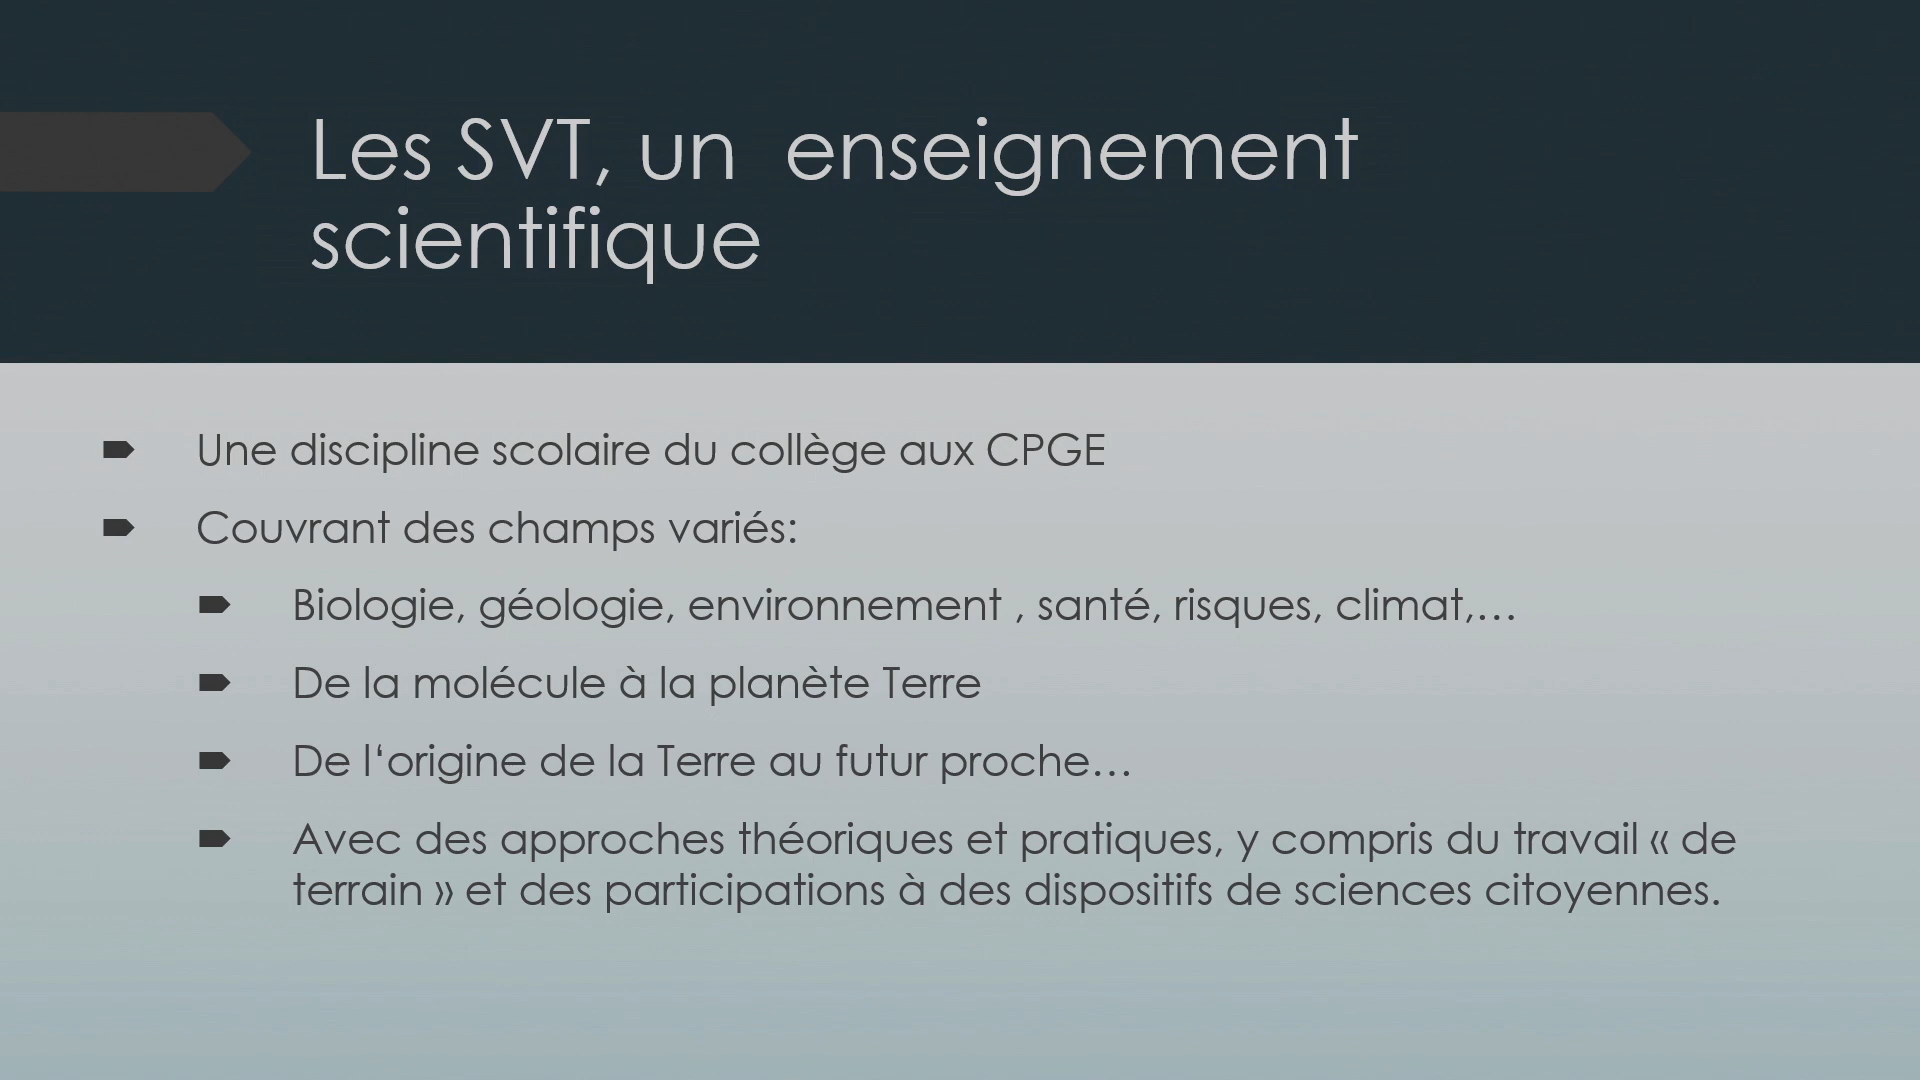 Les SVT, un  enseignement
scientifique
Une discipline scolaire du collège aux CPGE
Couvrant des champs variés:
Biologie, géologie, environnement , santé, risques, climat,…
De la molécule à la planète Terre
De l‘origine de la Terre au futur proche…
Avec des approches théoriques et pratiques, y compris du travail « de
terrain » et des participations à des dispositifs de sciences citoyennes.